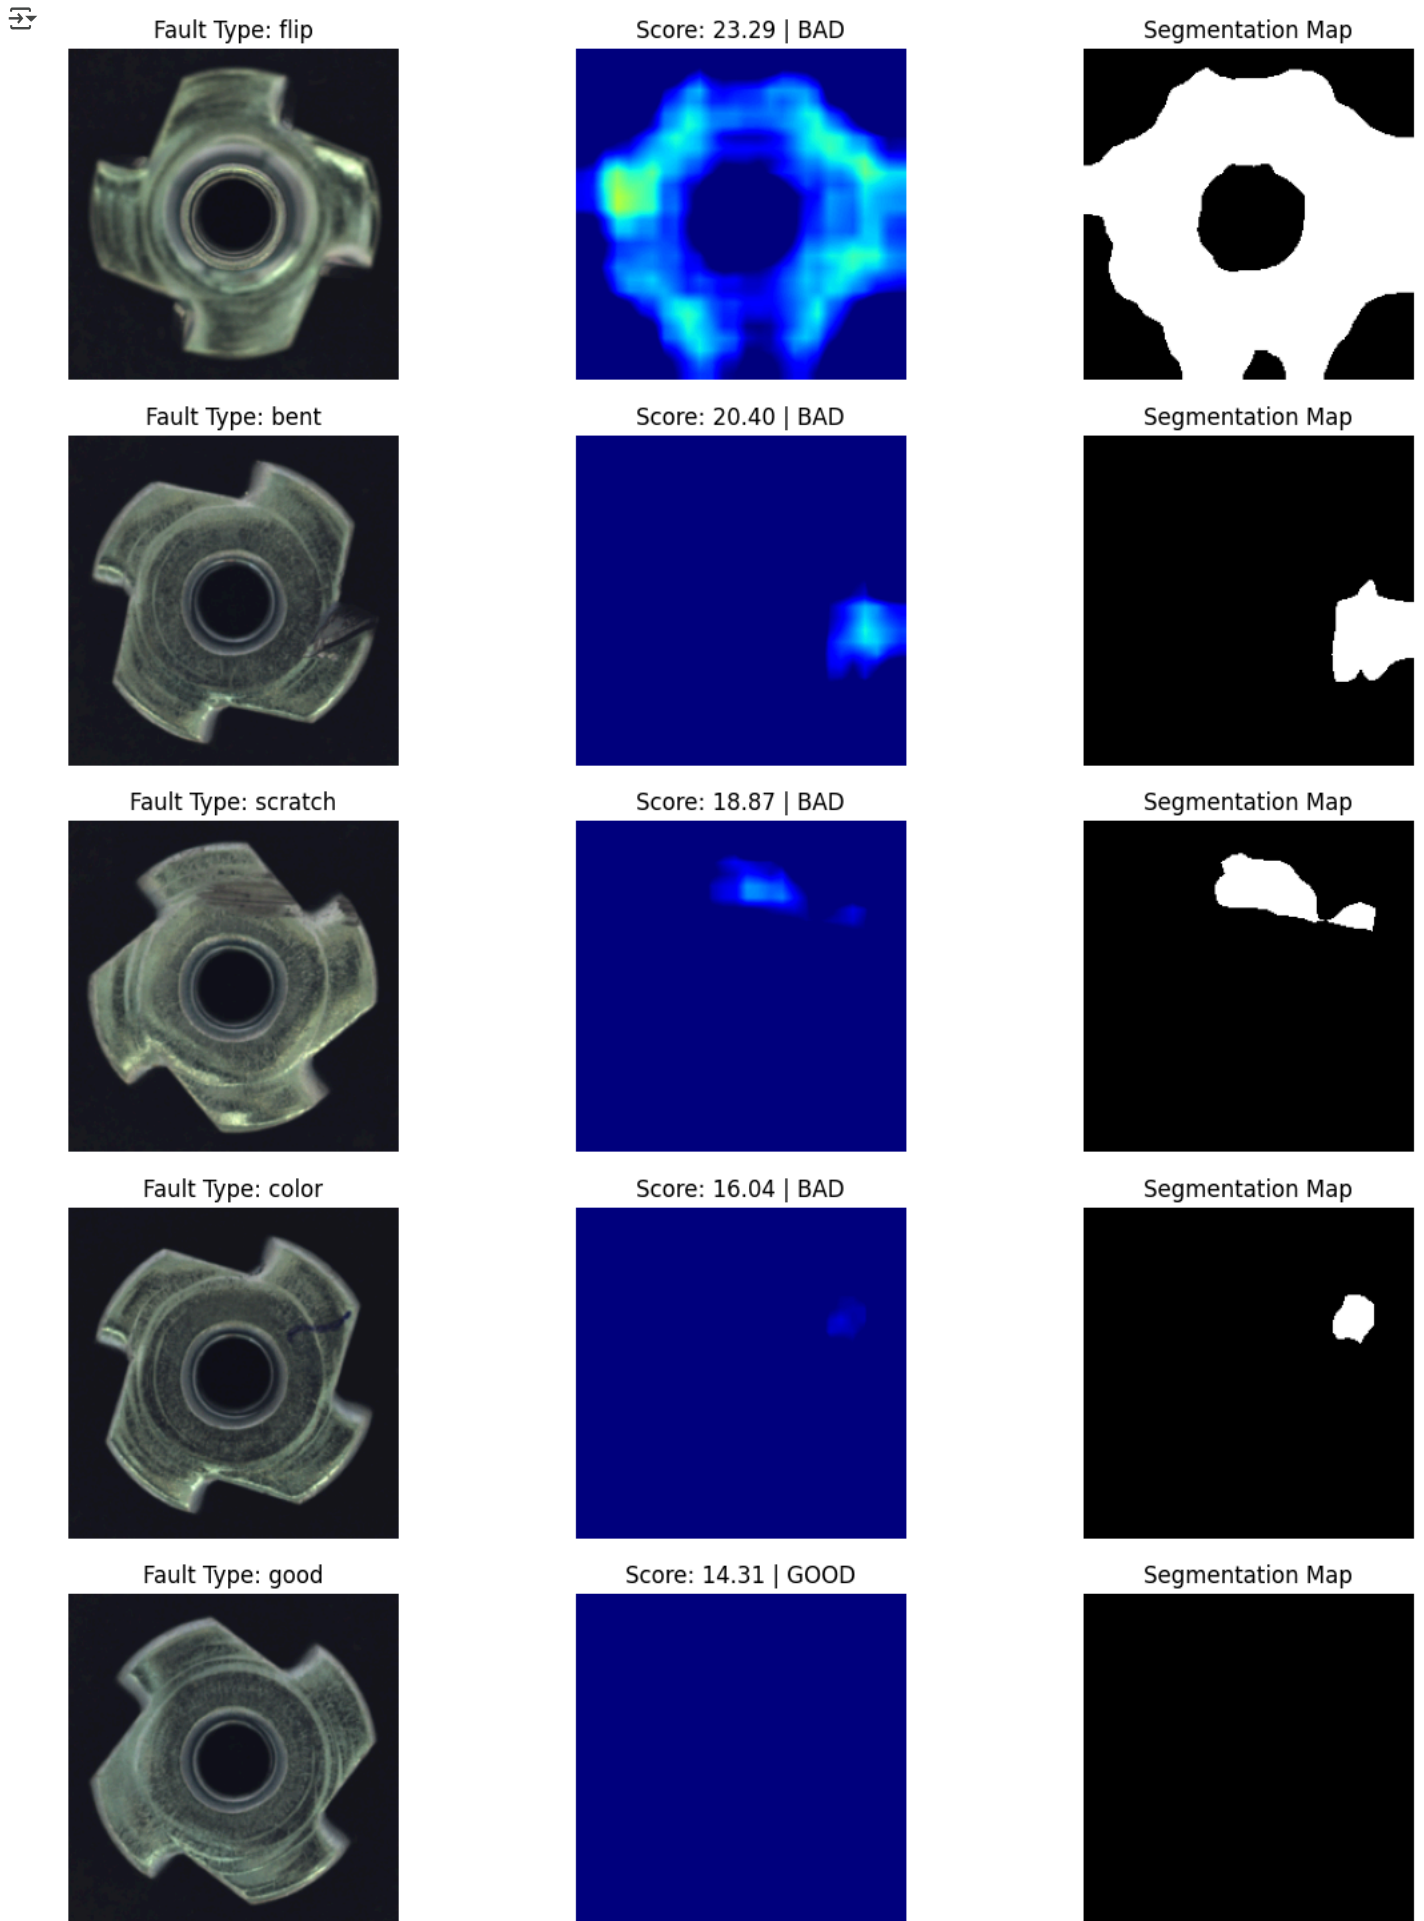 Fault Type: flip
Score: 23.29 | BAD
Segmentation Map
Fault Type: bent
Score: 20.40 | BAD
Segmentation Map
Fault Type: scratch
Score: 18.87 | BAD
Segmentation Map
Fault Type: color
Score: 16.04 | BAD
Segmentation Map
Fault Type: good
Score: 14.31 | GOOD
Segmentation Map